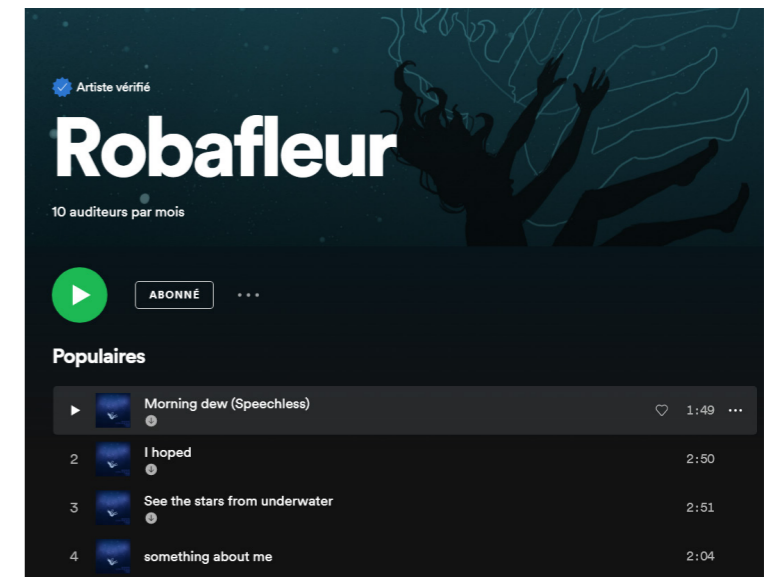 Artiste vérifié
Robafleur
10 auditeurs par mois
ABONNÉ
Populaires
Morning dew (Speechless)
1:49
2
I hoped
2:50
3
See the stars from underwater
2:51
4
something about me
2:04